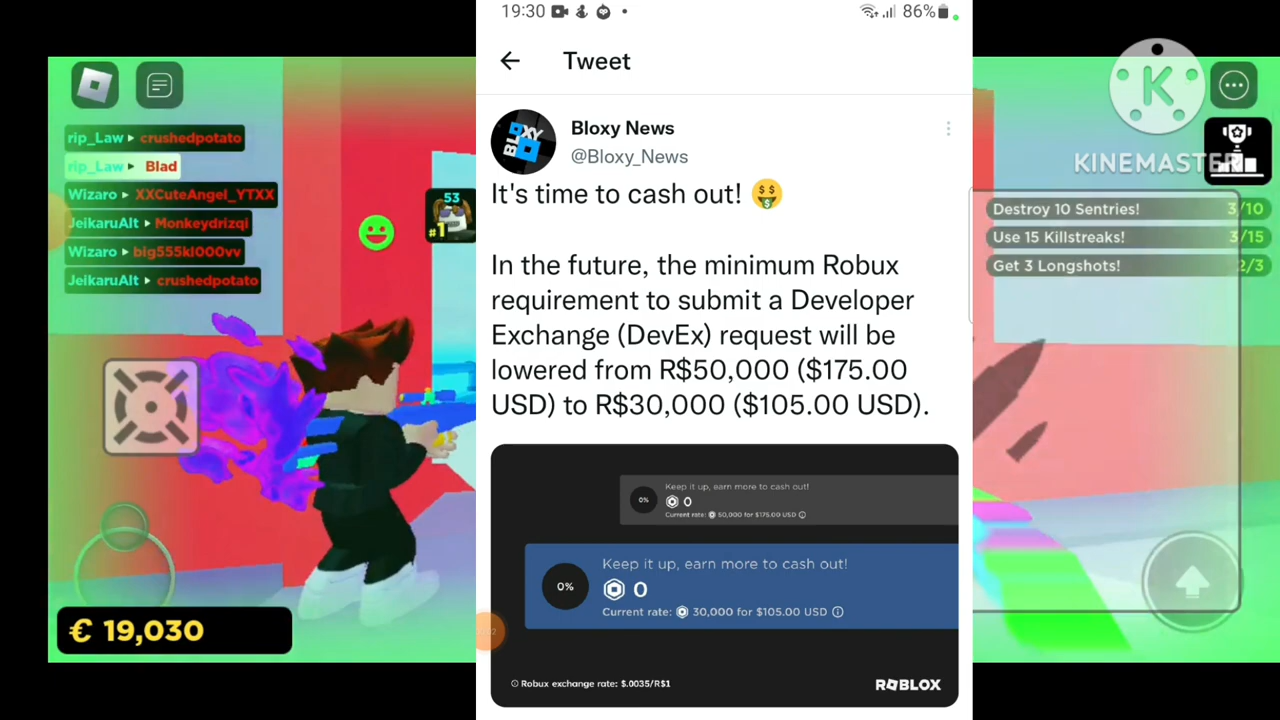 19:30
86%
Tweet
Bloxy News
@Bloxy_News
It's time to cash out! 🤑
In the future, the minimum Robux
requirement to submit a Developer
Exchange (DevEx) request will be
lowered from R$50,000 ($175.00
USD) to R$30,000 ($105.00 USD).
Keep it up, earn more to cash out!
0%
0
Current rate: 50,000 for $175.00 USD
Keep it up, earn more to cash out!
0%
0
Current rate: 30,000 for $105.00 USD
Robux exchange rate: $.0035/R$1
ROBLOX
BLOXY
rip_Law crushedpotato
rip_Law Blad
Wizaro XXCuteAngel_YTXX
JeikaruAlt Monkeydrizqi
Wizaro big555kl000vv
JeikaruAlt crushedpotato
53
#1
€ 19,030
K
KINEMASTER
Destroy 10 Sentries! 3/10
Use 15 Killstreaks! 3/15
Get 3 Longshots! 2/3